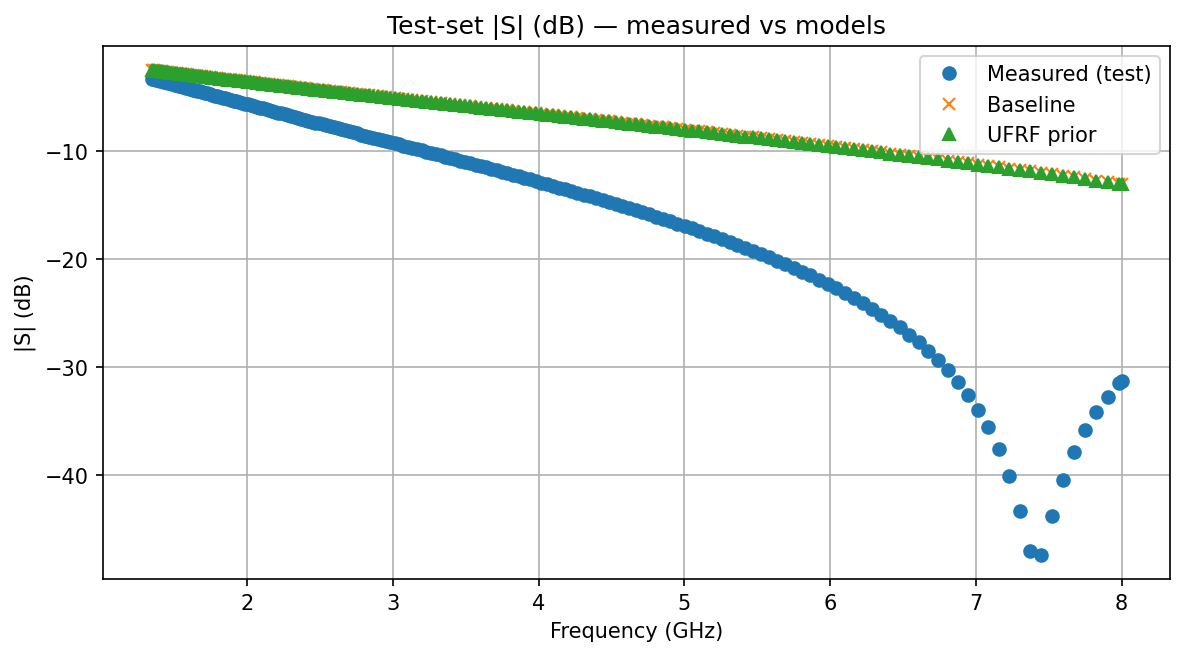 Test-set |S| (dB) — measured vs models
Measured (test)
Baseline
UFRF prior
|S| (dB)
−10
−20
−30
−40
2 3 4 5 6 7 8
Frequency (GHz)